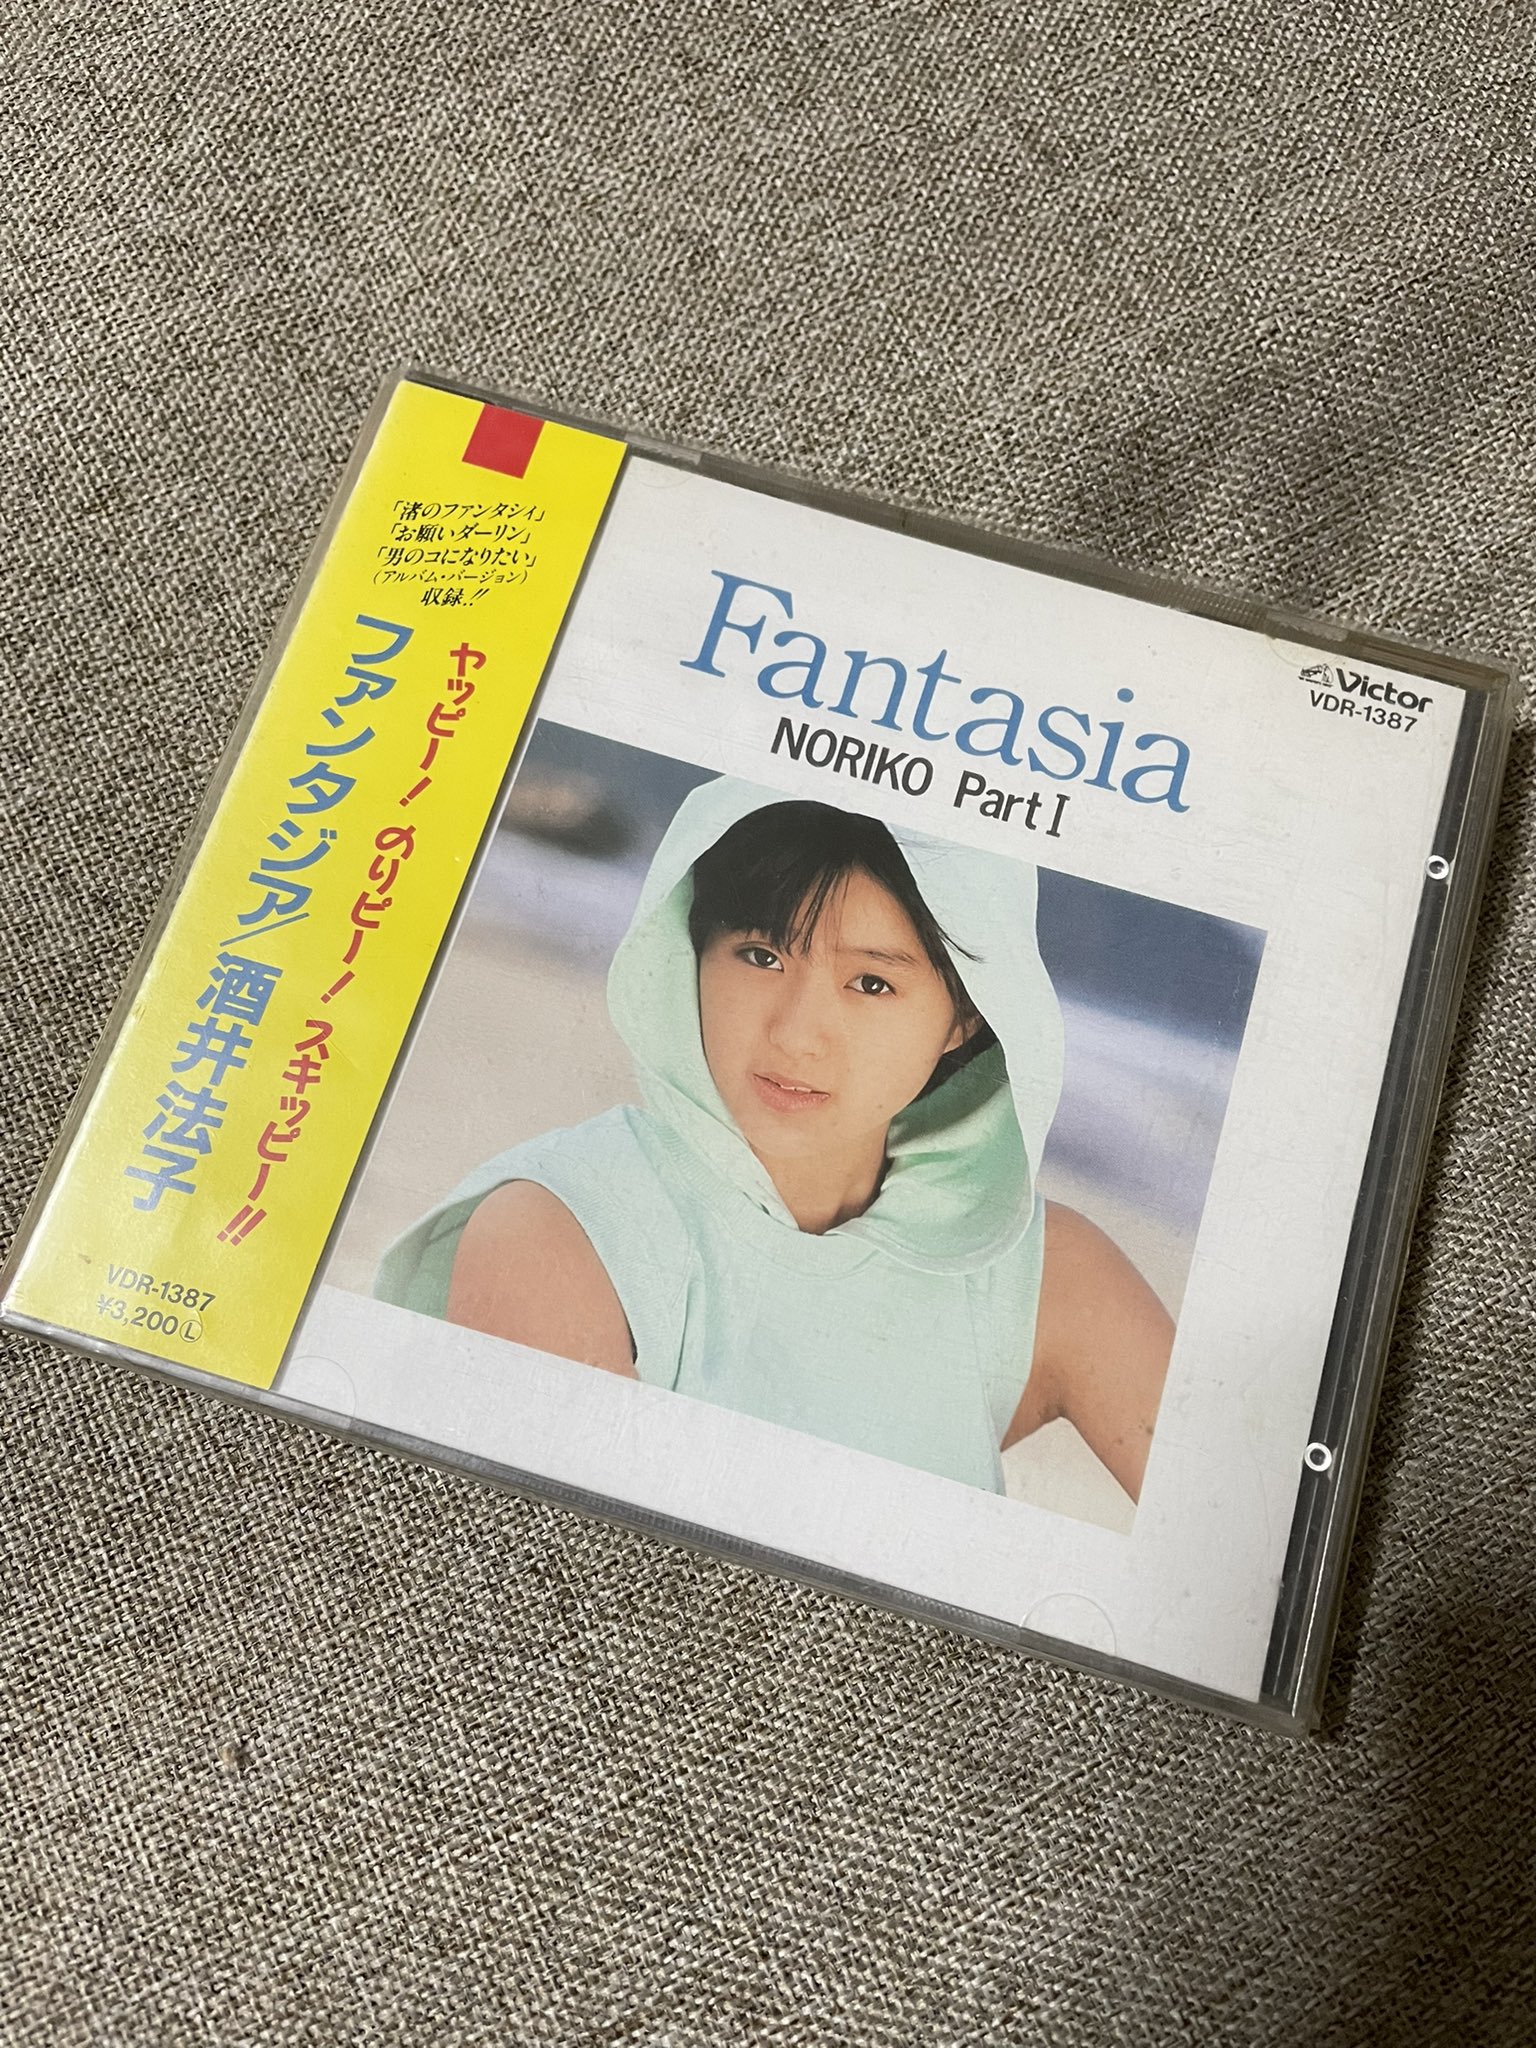 「渚のファンタシィ」
「お願いダーリン」
「男のコになりたい」
(アルバム・バージョン)
収録!!
ヤッピー!のりピー!スキッピー!!
ファンタジア/酒井法子
VDR-1387
¥3,200Ⓛ
Fantasia
NORIKO Part I
Victor
VDR-1387